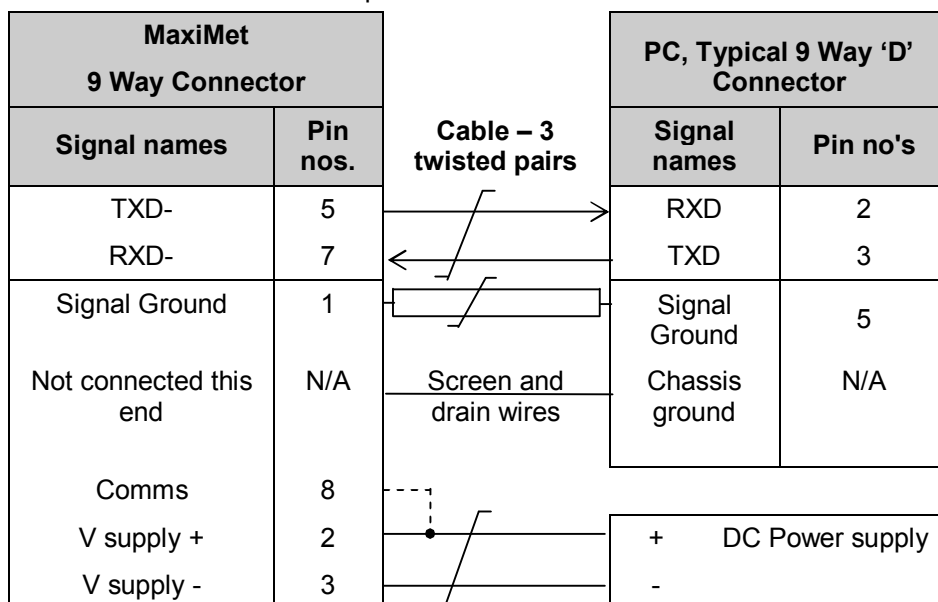 MaxiMet
9 Way Connector
PC, Typical 9 Way ‘D’
Connector
Signal names
Pin
nos.
Cable – 3
twisted pairs
Signal
names
Pin no's
TXD-
5
RXD
2
RXD-
7
TXD
3
Signal Ground
1
Signal
Ground
5
Not connected this
end
N/A
Screen and
drain wires
Chassis
ground
N/A
Comms
8
V supply +
2
+ DC Power supply
V supply -
3
-